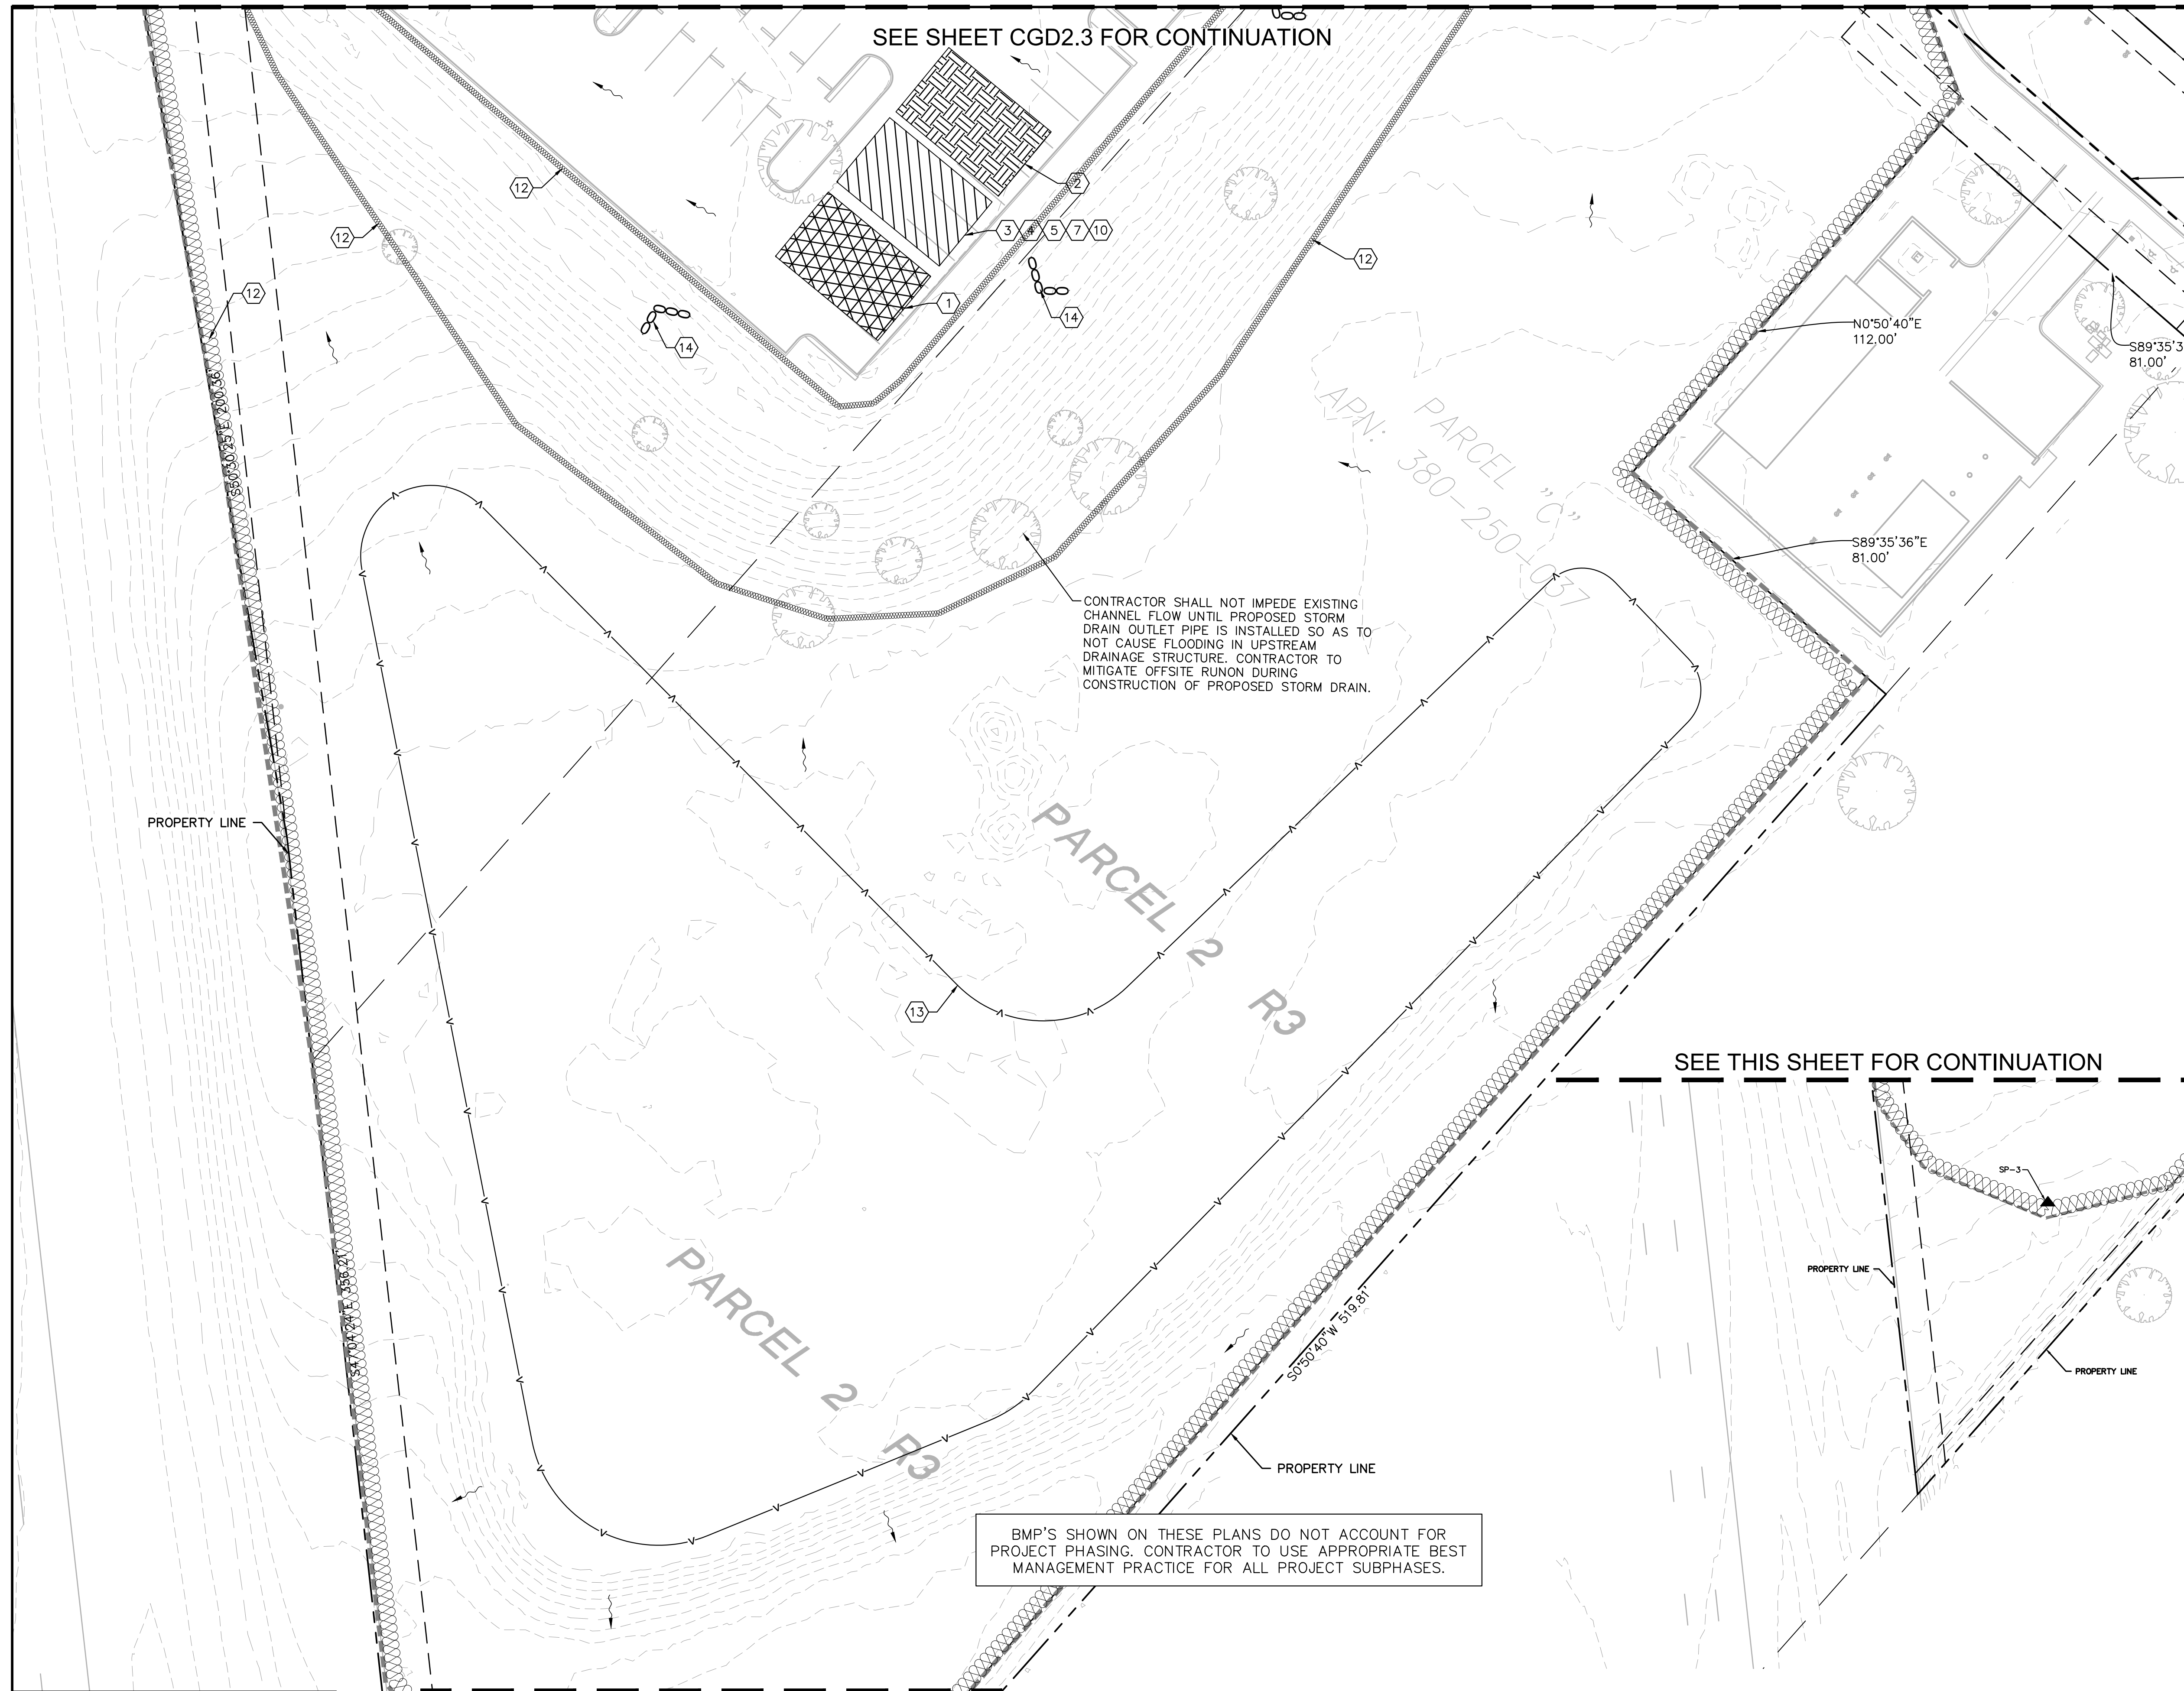 SEE SHEET CGD2.3 FOR CONTINUATION
12
12
12
2
3 4 5 7 10
12
1
14
14
N0°50'40"E
112.00'
S89°35'3
81.00'
S50°30'25"E 200.36'
PARCEL "C"
APN: 380-250-037
S89°35'36"E
81.00'
CONTRACTOR SHALL NOT IMPEDE EXISTING
CHANNEL FLOW UNTIL PROPOSED STORM
DRAIN OUTLET PIPE IS INSTALLED SO AS TO
NOT CAUSE FLOODING IN UPSTREAM
DRAINAGE STRUCTURE. CONTRACTOR TO
MITIGATE OFFSITE RUNON DURING
CONSTRUCTION OF PROPOSED STORM DRAIN.
PROPERTY LINE
PARCEL 2
R3
13
SEE THIS SHEET FOR CONTINUATION
SP-3
PROPERTY LINE
PROPERTY LINE
S47°04'24"E 356.21'
PARCEL 2
R3
S0°50'40"W 519.81'
PROPERTY LINE
BMP'S SHOWN ON THESE PLANS DO NOT ACCOUNT FOR
PROJECT PHASING. CONTRACTOR TO USE APPROPRIATE BEST
MANAGEMENT PRACTICE FOR ALL PROJECT SUBPHASES.